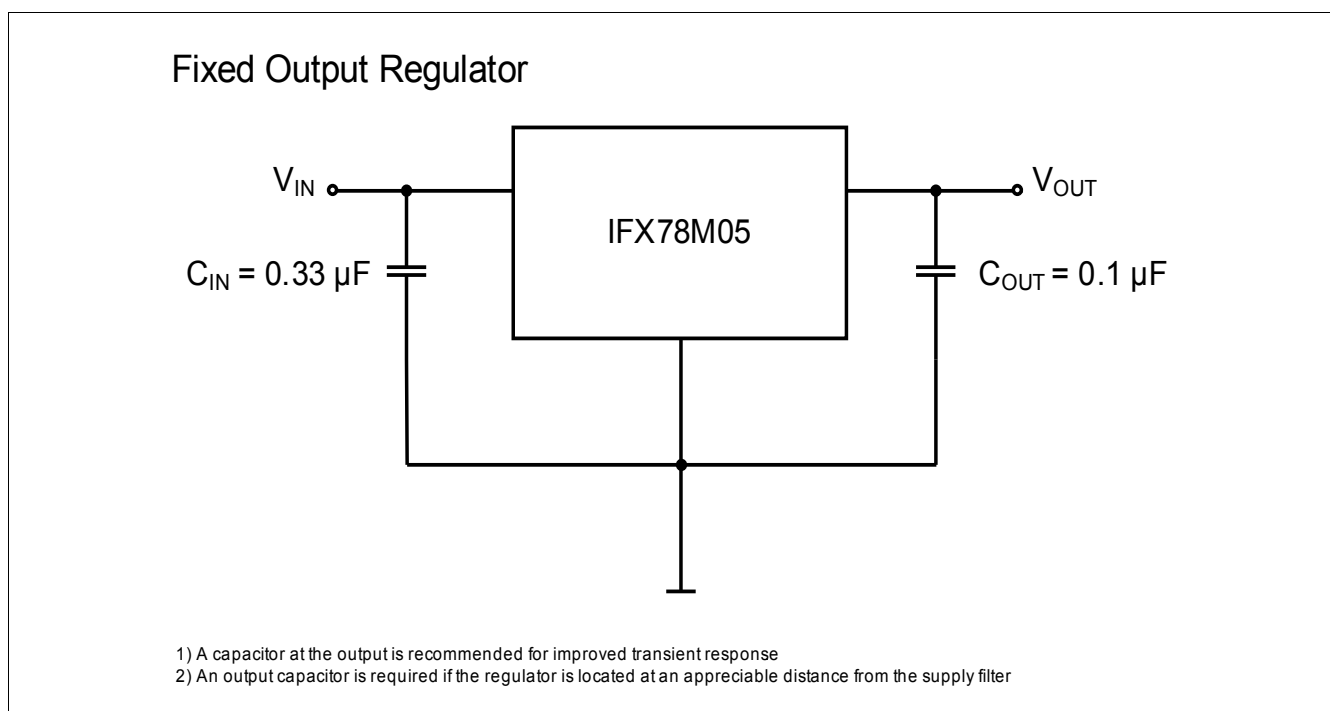 Fixed Output Regulator
VIN
VOUT
IFX78M05
CIN = 0.33 µF
COUT = 0.1 µF
1) A capacitor at the output is recommended for improved transient response
2) An output capacitor is required if the regulator is located at an appreciable distance from the supply filter